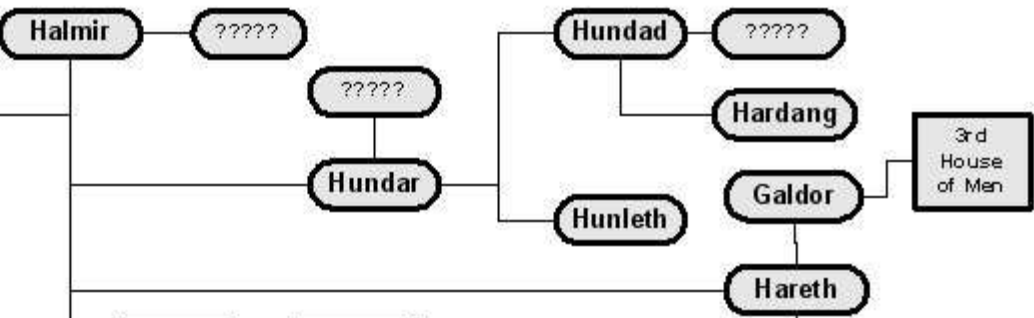 Halmir
?????
Hundad
?????
?????
Hardang
3rd
House
of Men
Hundar
Galdor
Hunleth
Hareth